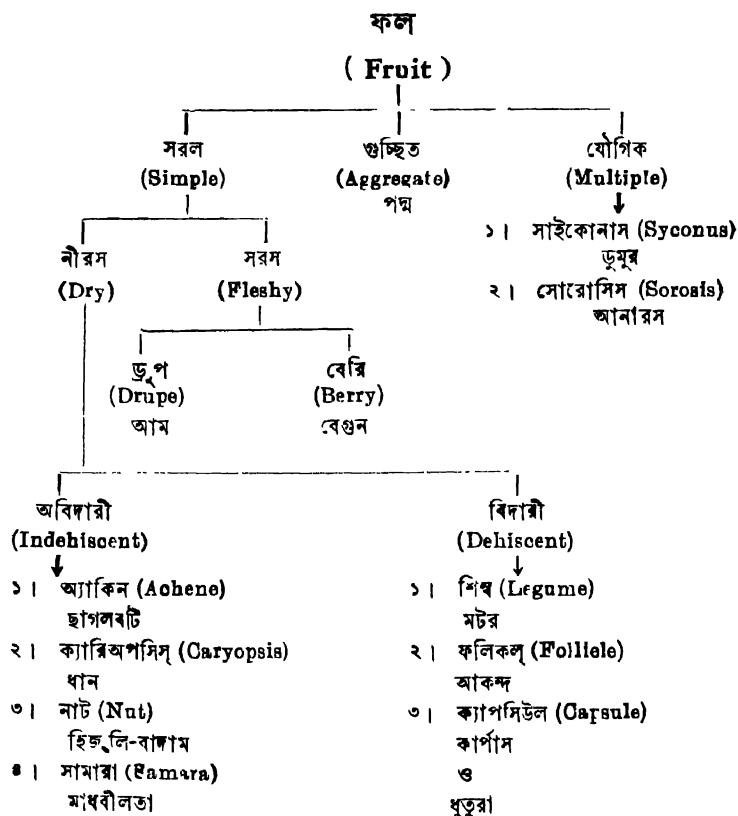 ফল
( Fruit )
সরল
(Simple)
গুচ্ছিত
(Aggregate)
পদ্ম
যৌগিক
(Multiple)
১। সাইকোনাস (Syconus)
ডুমুর
২। সোরোসিস (Sorosis)
আনারস
নীরস
(Dry)
সরস
(Fleshy)
ড্রুপ
(Drupe)
আম
বেরি
(Berry)
বেগুন
অবিদারী
(Indehiscent)
১। অ্যাকিন (Achene)
ছাগলবটি
২। ক্যারিঅপসিস্ (Caryopsis)
ধান
৩। নাট (Nut)
হিজুলি-বাদাম
৪। সামারা (Samara)
মাধবীলতা
বিদারী
(Dehiscent)
১। শিম্ব (Legume)
মটর
২। ফলিকল্ (Folliele)
আকন্দ
৩। ক্যাপসিউল (Capsule)
কার্পাস
ও
ধুতুরা